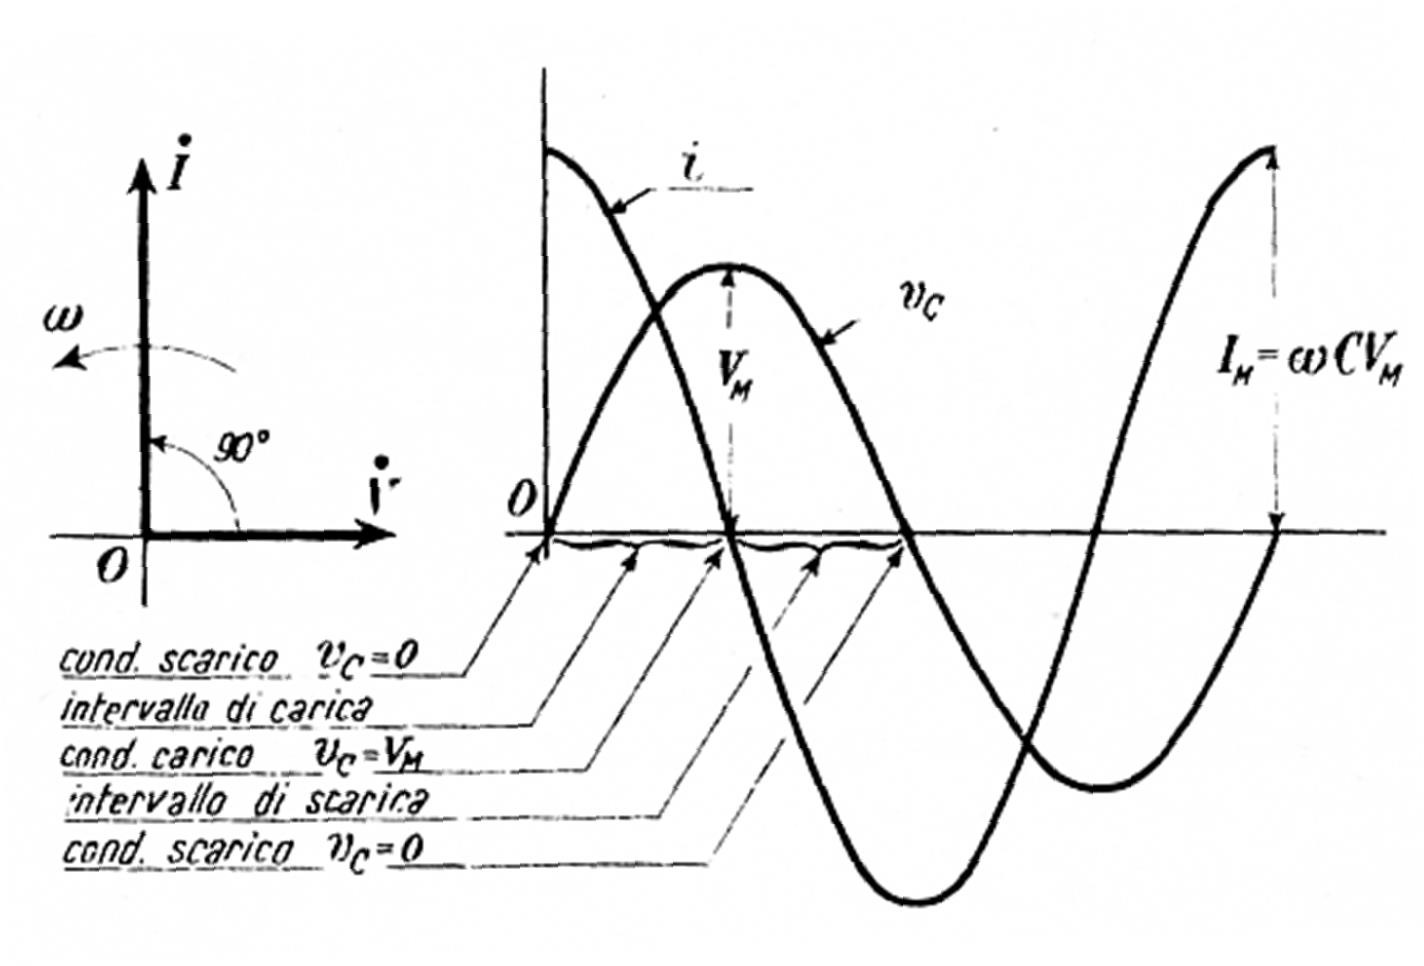 İ
ω
90°
V̇
O
i
v_C
V_M
I_M = ωCV_M
O
cond. scarico v_C = 0
intervallo di carica
cond. carico v_C = V_M
intervallo di scarica
cond. scarico v_C = 0